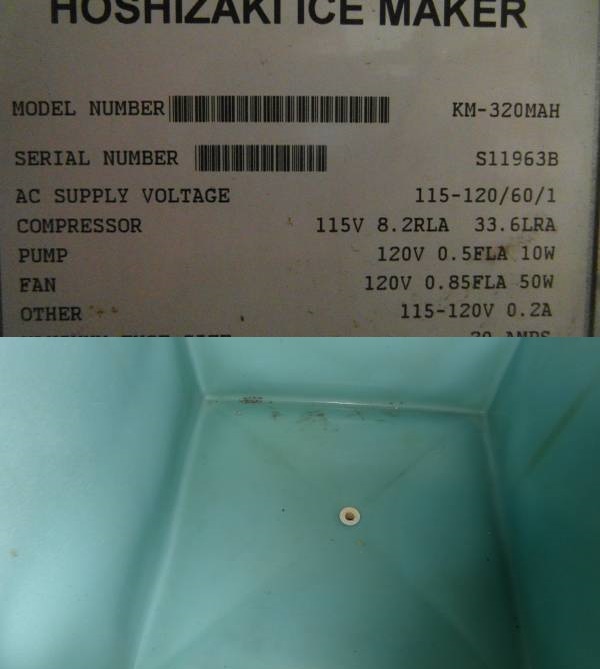 HOSHIZAKI ICE MAKER
MODEL NUMBER KM-320MAH
SERIAL NUMBER S11963B
AC SUPPLY VOLTAGE 115-120/60/1
COMPRESSOR 115V 8.2RLA 33.6LRA
PUMP 120V 0.5FLA 10W
FAN 120V 0.85FLA 50W
OTHER 115-120V 0.2A
AMPS